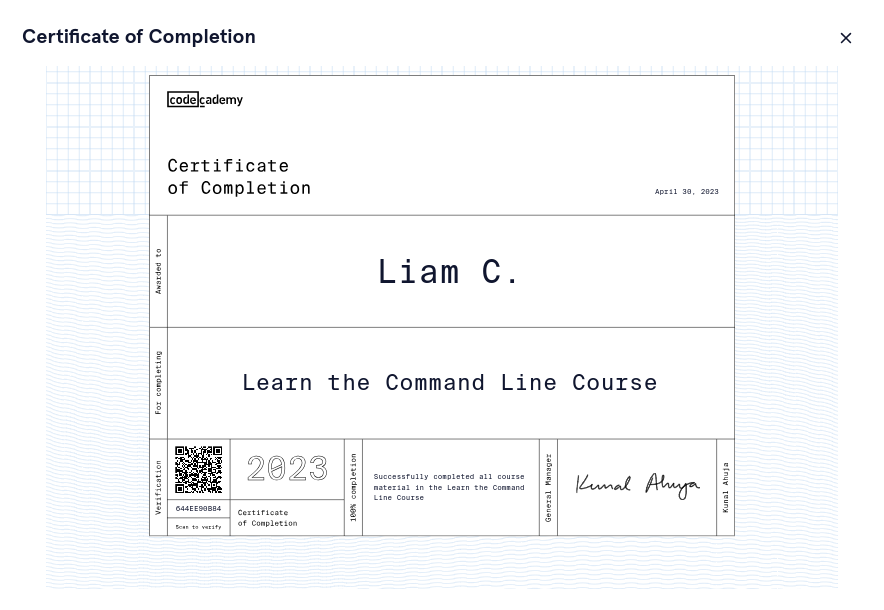 Certificate of Completion
codecademy
Certificate
of Completion
April 30, 2023
Awarded to
Liam C.
For completing
Learn the Command Line Course
Verification
644EE90B84
Scan to verify
2023
Certificate
of Completion
100% completion
Successfully completed all course
material in the Learn the Command
Line Course
General Manager
Kunal Ahuja
Kunal Ahuja